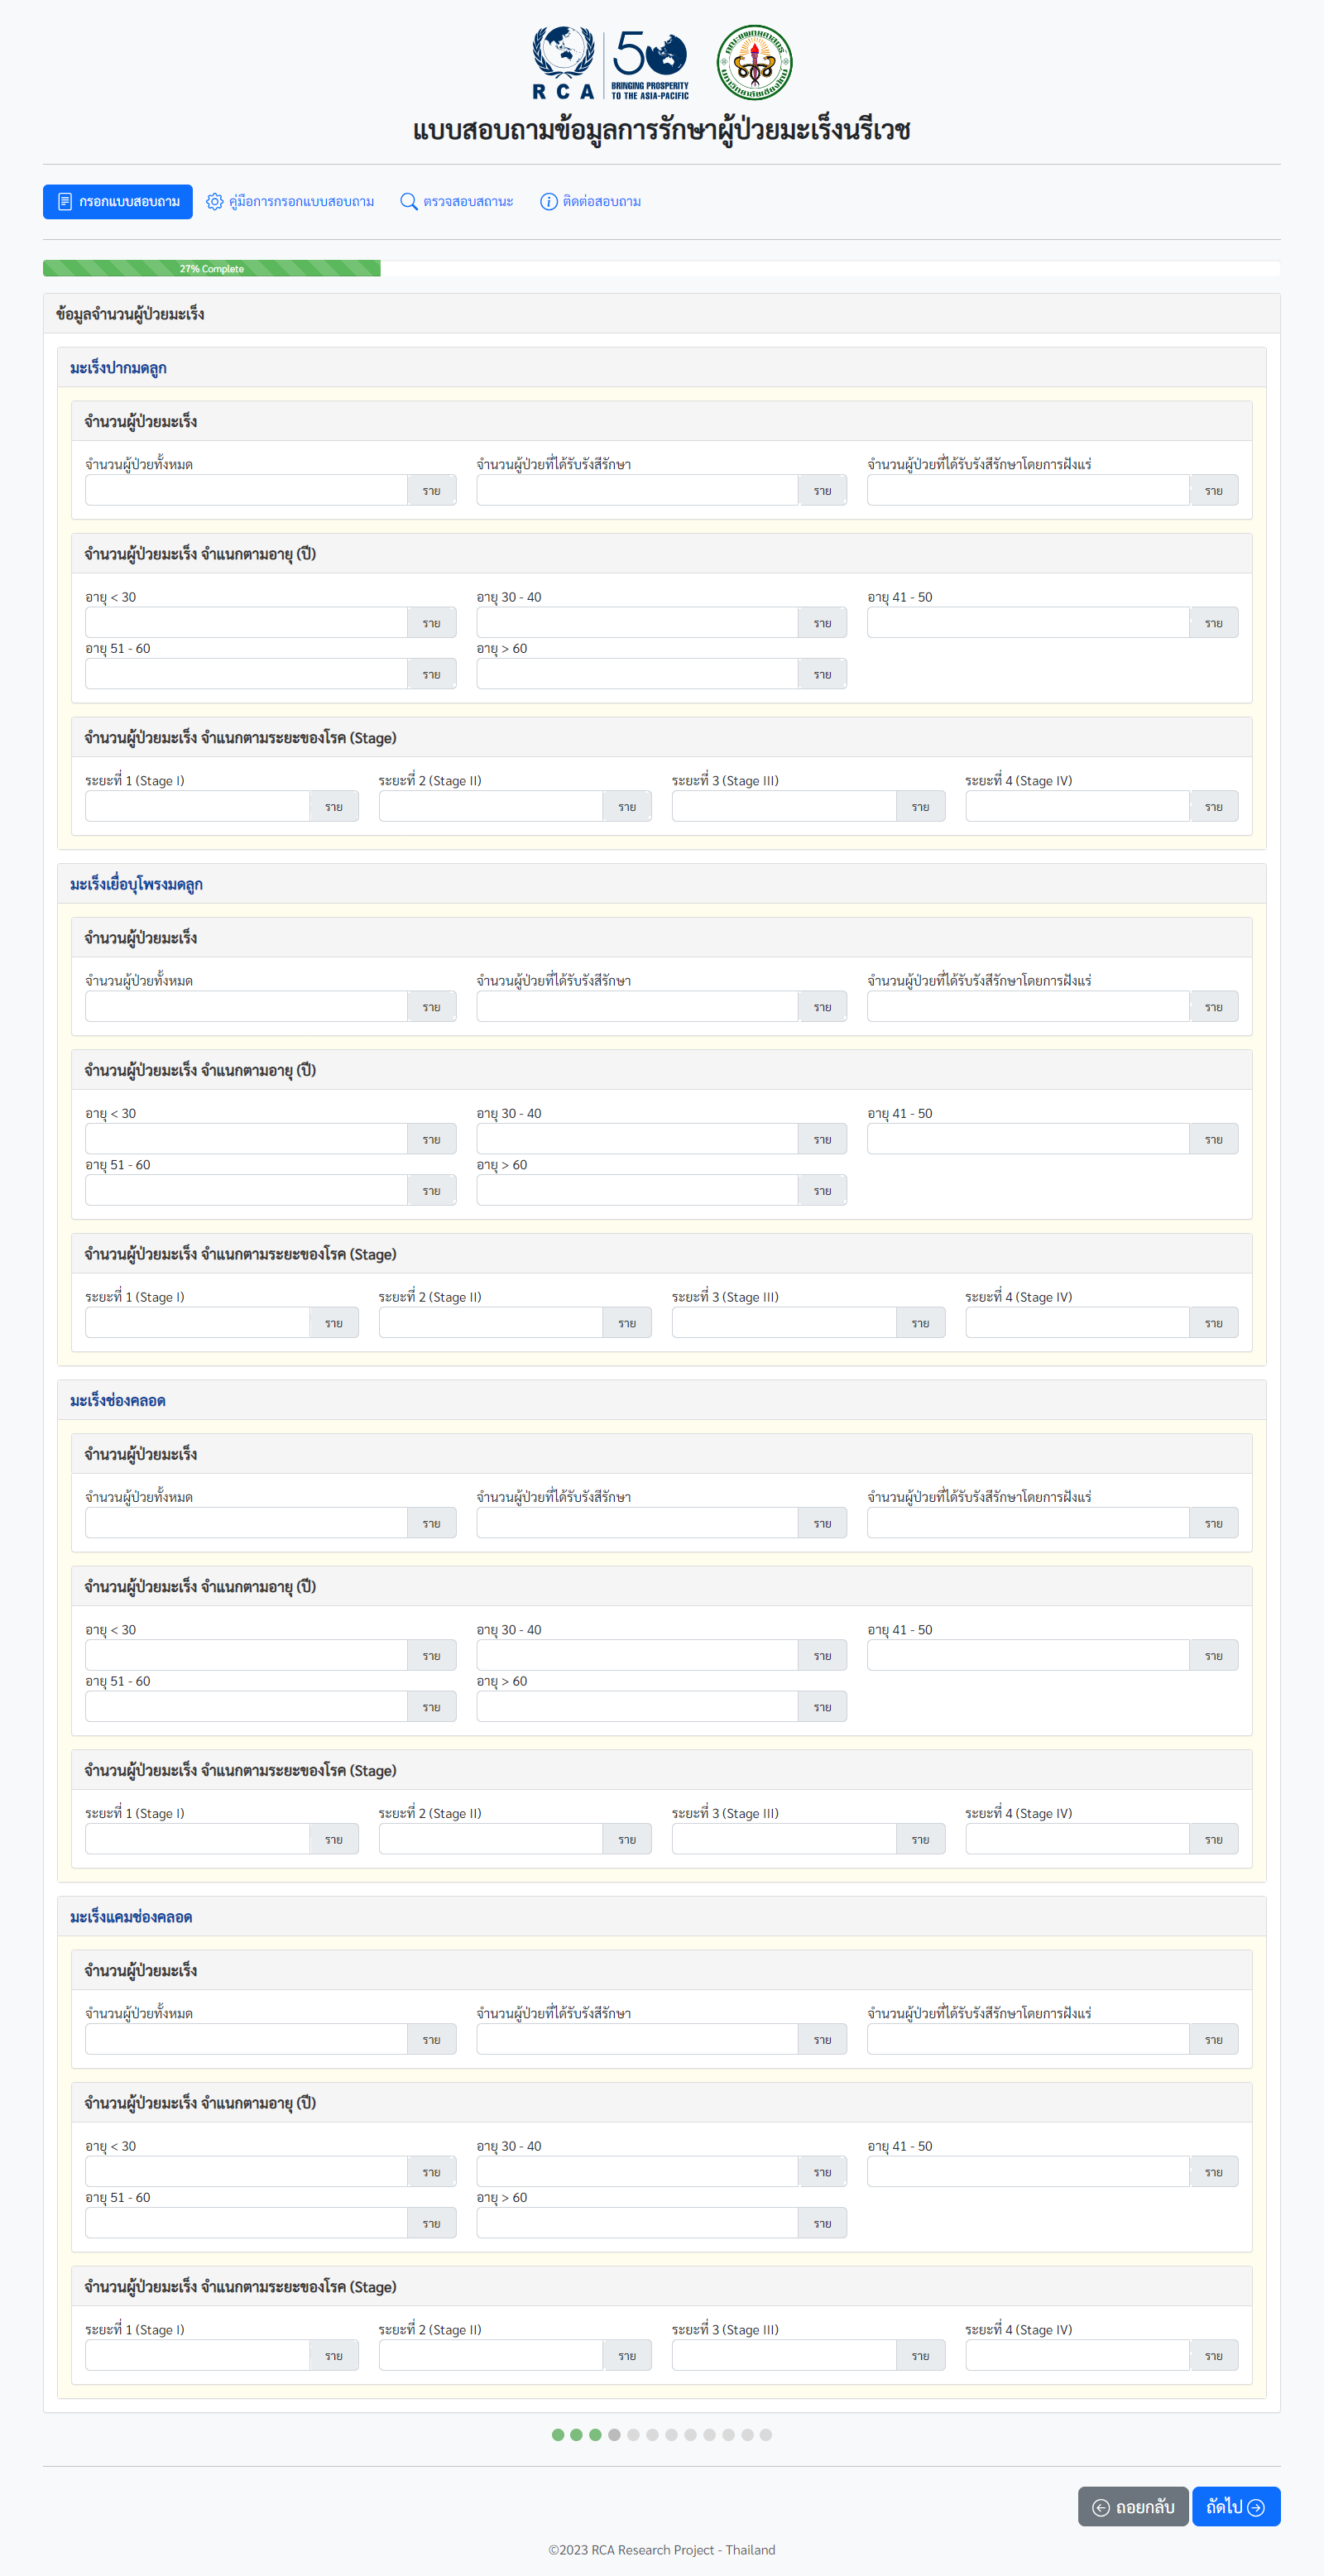 RCA
50
BRINGING PROSPERITY
TO THE ASIA-PACIFIC
คณะแพทยศาสตร์
มหาวิทยาลัยเชียงใหม่
แบบสอบถามข้อมูลการรักษาผู้ป่วยมะเร็งนรีเวช
กรอกแบบสอบถาม คู่มือการกรอกแบบสอบถาม ตรวจสอบสถานะ ติดต่อสอบถาม
27% Complete
ข้อมูลจำนวนผู้ป่วยมะเร็ง
มะเร็งปากมดลูก
จำนวนผู้ป่วยมะเร็ง
จำนวนผู้ป่วยทั้งหมด จำนวนผู้ป่วยที่ได้รับรังสีรักษา จำนวนผู้ป่วยที่ได้รับรังสีรักษาโดยการฝังแร่
ราย ราย ราย
จำนวนผู้ป่วยมะเร็ง จำแนกตามอายุ (ปี)
อายุ < 30 อายุ 30 - 40 อายุ 41 - 50
ราย ราย ราย
อายุ 51 - 60 อายุ > 60
ราย ราย
จำนวนผู้ป่วยมะเร็ง จำแนกตามระยะของโรค (Stage)
ระยะที่ 1 (Stage I) ระยะที่ 2 (Stage II) ระยะที่ 3 (Stage III) ระยะที่ 4 (Stage IV)
ราย ราย ราย ราย
มะเร็งเยื่อบุโพรงมดลูก
จำนวนผู้ป่วยมะเร็ง
จำนวนผู้ป่วยทั้งหมด จำนวนผู้ป่วยที่ได้รับรังสีรักษา จำนวนผู้ป่วยที่ได้รับรังสีรักษาโดยการฝังแร่
ราย ราย ราย
จำนวนผู้ป่วยมะเร็ง จำแนกตามอายุ (ปี)
อายุ < 30 อายุ 30 - 40 อายุ 41 - 50
ราย ราย ราย
อายุ 51 - 60 อายุ > 60
ราย ราย
จำนวนผู้ป่วยมะเร็ง จำแนกตามระยะของโรค (Stage)
ระยะที่ 1 (Stage I) ระยะที่ 2 (Stage II) ระยะที่ 3 (Stage III) ระยะที่ 4 (Stage IV)
ราย ราย ราย ราย
มะเร็งช่องคลอด
จำนวนผู้ป่วยมะเร็ง
จำนวนผู้ป่วยทั้งหมด จำนวนผู้ป่วยที่ได้รับรังสีรักษา จำนวนผู้ป่วยที่ได้รับรังสีรักษาโดยการฝังแร่
ราย ราย ราย
จำนวนผู้ป่วยมะเร็ง จำแนกตามอายุ (ปี)
อายุ < 30 อายุ 30 - 40 อายุ 41 - 50
ราย ราย ราย
อายุ 51 - 60 อายุ > 60
ราย ราย
จำนวนผู้ป่วยมะเร็ง จำแนกตามระยะของโรค (Stage)
ระยะที่ 1 (Stage I) ระยะที่ 2 (Stage II) ระยะที่ 3 (Stage III) ระยะที่ 4 (Stage IV)
ราย ราย ราย ราย
มะเร็งแคมช่องคลอด
จำนวนผู้ป่วยมะเร็ง
จำนวนผู้ป่วยทั้งหมด จำนวนผู้ป่วยที่ได้รับรังสีรักษา จำนวนผู้ป่วยที่ได้รับรังสีรักษาโดยการฝังแร่
ราย ราย ราย
จำนวนผู้ป่วยมะเร็ง จำแนกตามอายุ (ปี)
อายุ < 30 อายุ 30 - 40 อายุ 41 - 50
ราย ราย ราย
อายุ 51 - 60 อายุ > 60
ราย ราย
จำนวนผู้ป่วยมะเร็ง จำแนกตามระยะของโรค (Stage)
ระยะที่ 1 (Stage I) ระยะที่ 2 (Stage II) ระยะที่ 3 (Stage III) ระยะที่ 4 (Stage IV)
ราย ราย ราย ราย
ถอยกลับ ถัดไป
©2023 RCA Research Project - Thailand